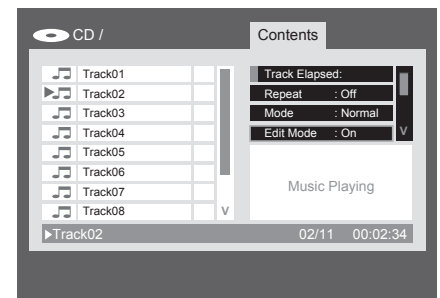 CD /
Contents
Track01
Track02
Track03
Track04
Track05
Track06
Track07
Track08
Track Elapsed:
Repeat : Off
Mode : Normal
Edit Mode : On
Music Playing
Track02 02/11 00:02:34